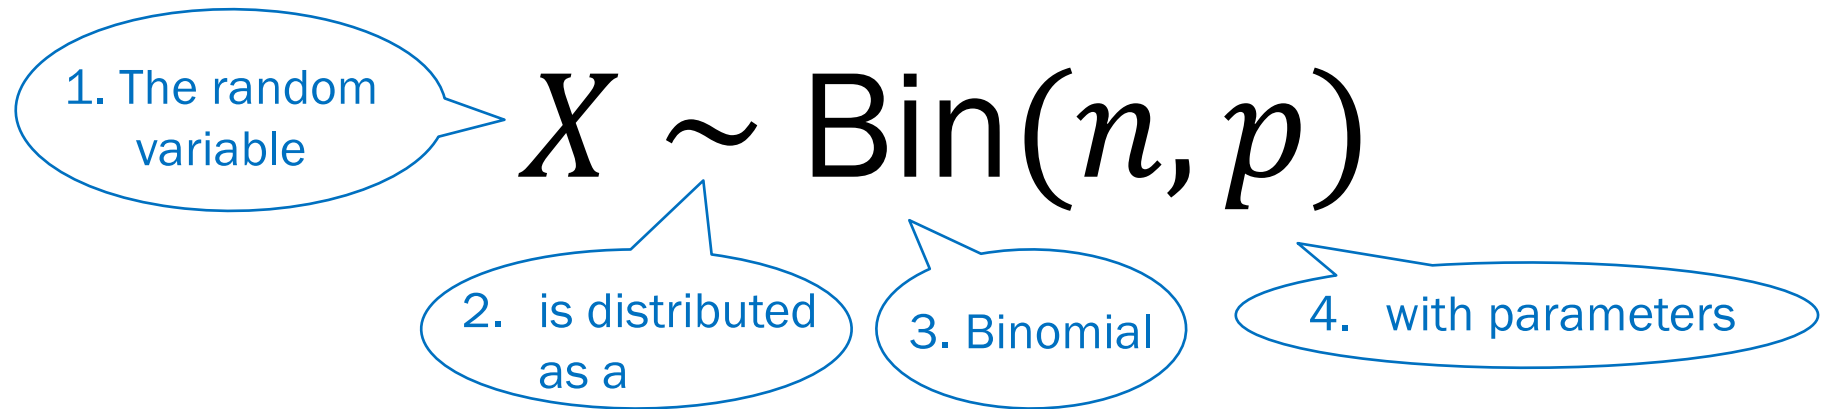 1. The random
variable
X ~ Bin(n, p)
2. is distributed
as a
3. Binomial
4. with parameters